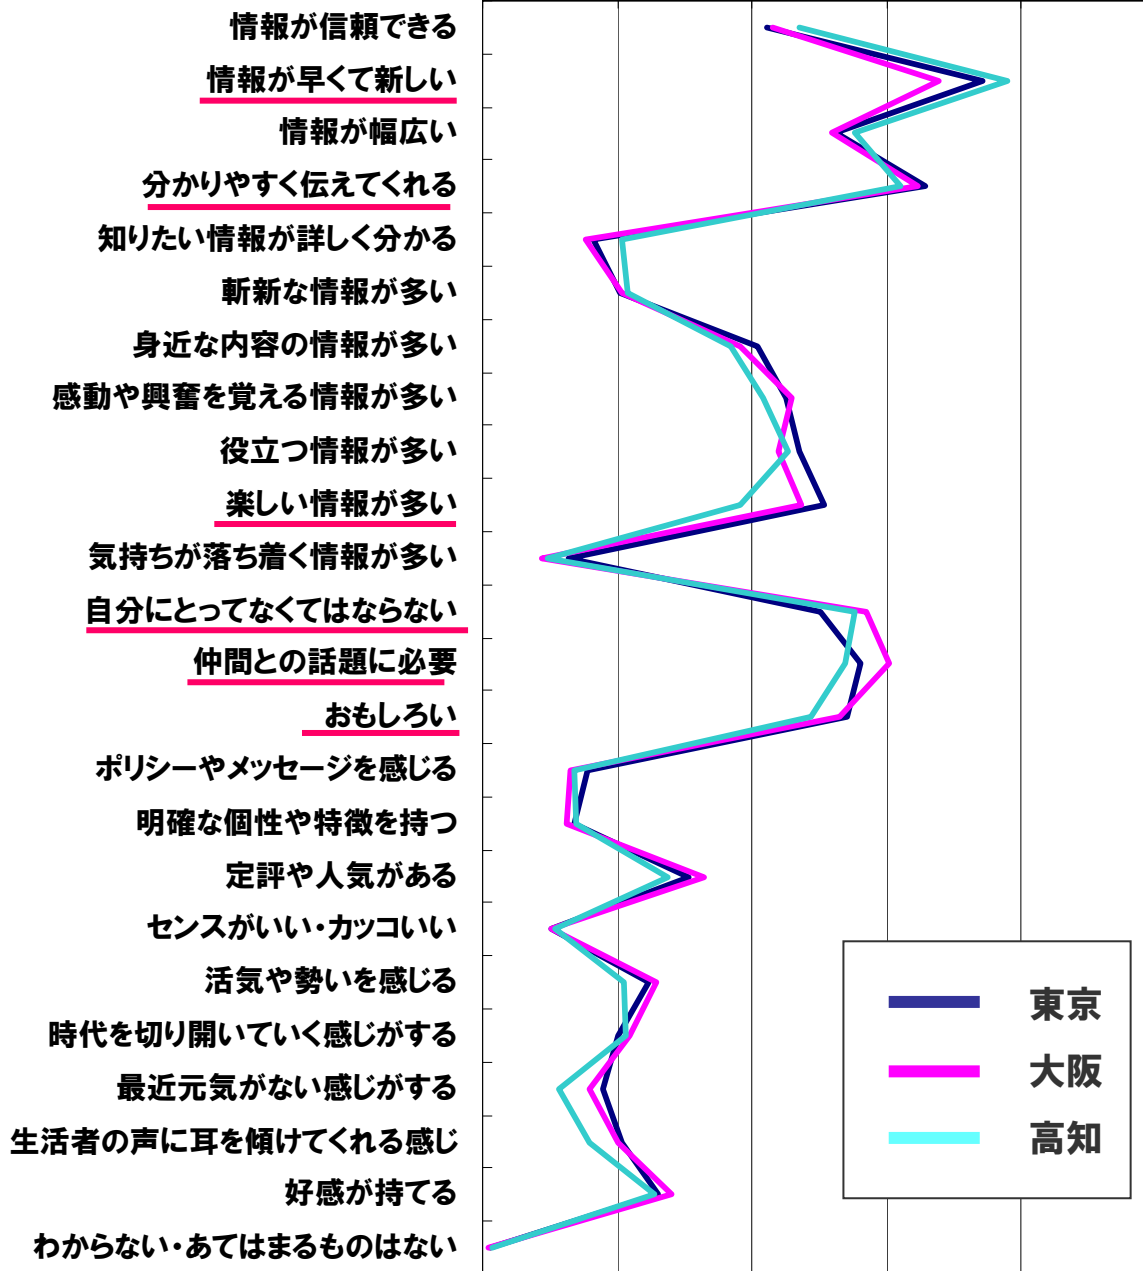 情報が信頼できる
情報が早くて新しい
情報が幅広い
分かりやすく伝えてくれる
知りたい情報が詳しく分かる
斬新な情報が多い
身近な内容の情報が多い
感動や興奮を覚える情報が多い
役立つ情報が多い
楽しい情報が多い
気持ちが落ち着く情報が多い
自分にとってなくてはならない
仲間との話題に必要
おもしろい
ポリシーやメッセージを感じる
明確な個性や特徴を持つ
定評や人気がある
センスがいい・カッコいい
活気や勢いを感じる
時代を切り開いていく感じがする
最近元気がない感じがする
生活者の声に耳を傾けてくれる感じ
好感が持てる
わからない・あてはまるものはない
東京
大阪
高知